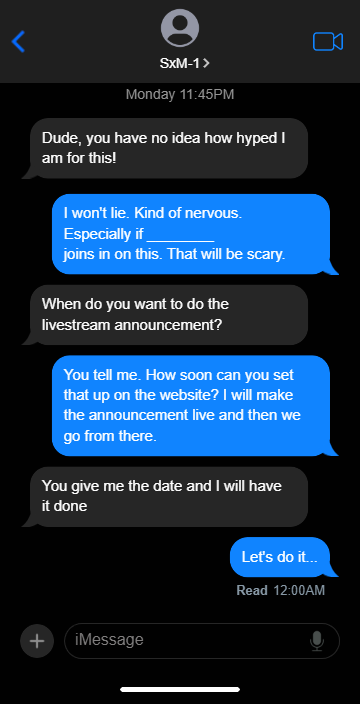 SxM-1
Monday 11:45PM
Dude, you have no idea how hyped I
am for this!
I won't lie. Kind of nervous.
Especially if ________
joins in on this. That will be scary.
When do you want to do the
livestream announcement?
You tell me. How soon can you set
that up on the website? I will make
the announcement live and then we
go from there.
You give me the date and I will have
it done
Let's do it...
Read 12:00AM
iMessage